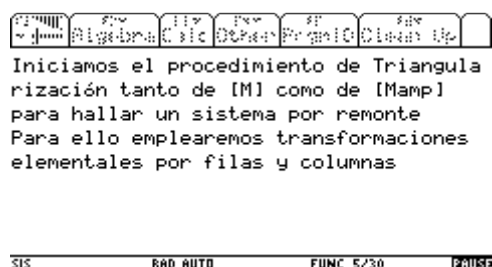 Algebra Calc Other PrgmIO Clean Up
Iniciamos el procedimiento de Triangula
rización tanto de [M] como de [Mamp]
para hallar un sistema por remonte
Para ello emplearemos transformaciones
elementales por filas y columnas
SIS RAD AUTO FUNC 5/30 PAUSE